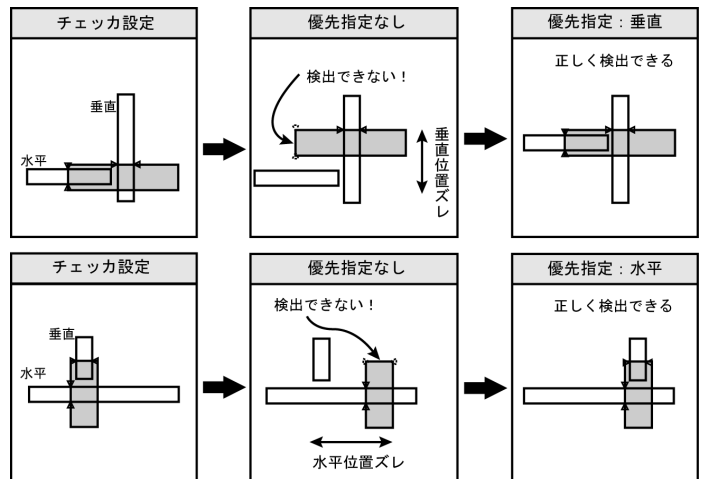 チェッカ設定
垂直
水平
優先指定なし
検出できない！
垂直位置ズレ
優先指定：垂直
正しく検出できる
チェッカ設定
垂直
水平
優先指定なし
検出できない！
水平位置ズレ
優先指定：水平
正しく検出できる